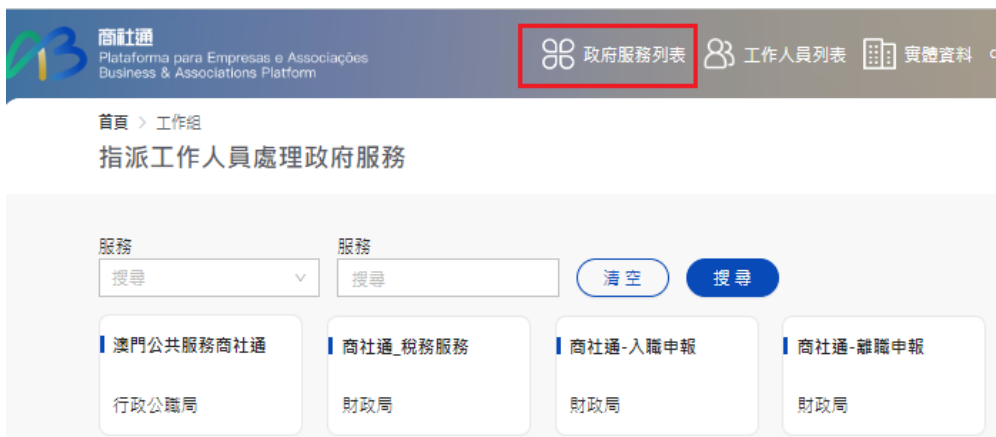 商社通
Plataforma para Empresas e Associações
Business & Associations Platform
政府服務列表
工作人員列表
實體資料
首頁 > 工作組
指派工作人員處理政府服務
服務
服務
搜尋
搜尋
清空
搜尋
澳門公共服務商社通
商社通_稅務服務
商社通-入職申報
商社通-離職申報
行政公職局
財政局
財政局
財政局